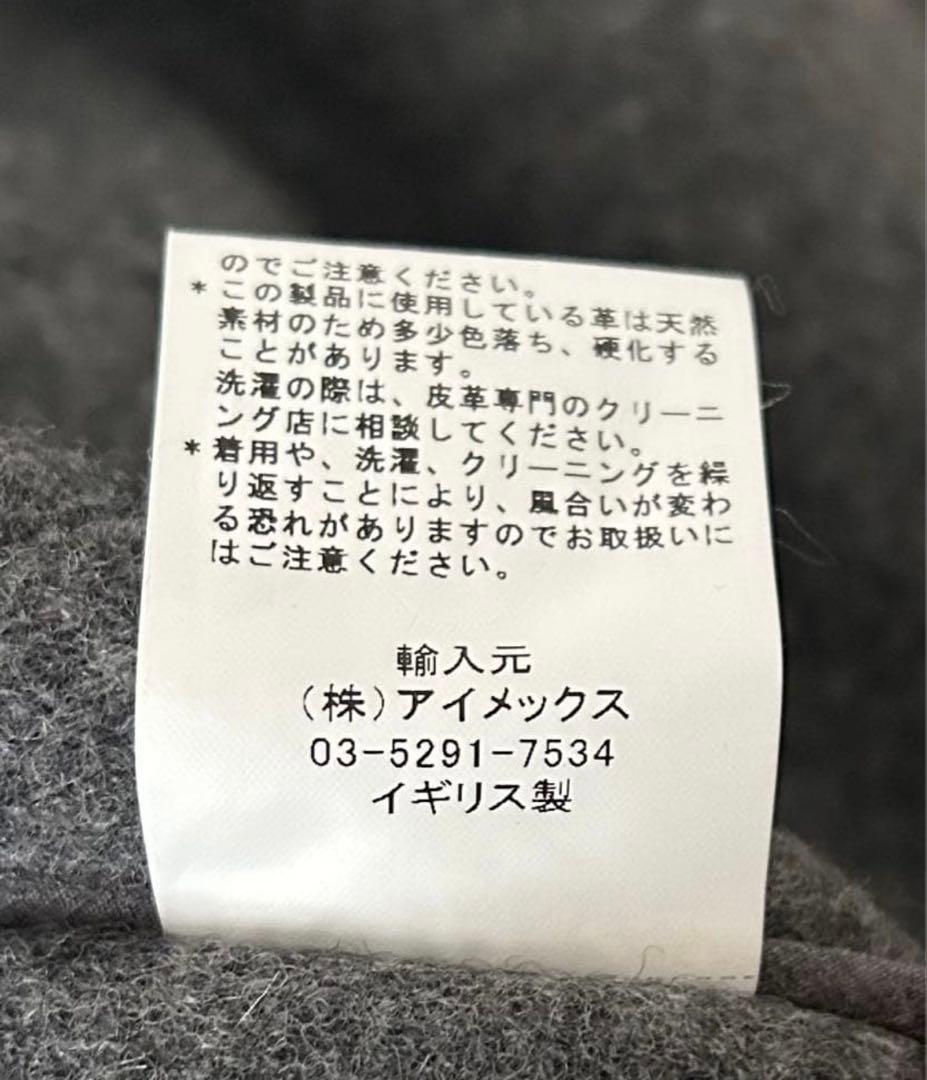 のでご注意ください。
*この製品に使用している革は天然
素材のため多少色落ち、硬化する
ことがあります。
洗濯の際は、皮革専門のクリーニ
ング店に相談してください。
*着用や、洗濯、クリーニングを繰
り返すことにより、風合いが変わ
る恐れがありますのでお取扱いに
はご注意ください。
輸入元
(株)アイメックス
03-5291-7534
イギリス製